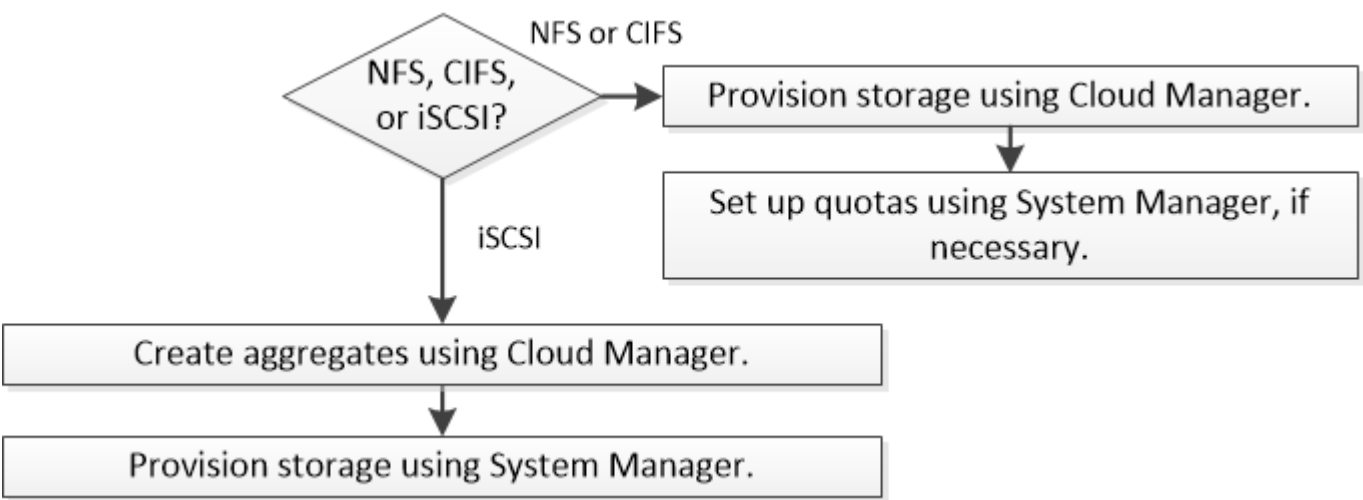 NFS or CIFS
NFS, CIFS,
or iSCSI?
Provision storage using Cloud Manager.
Set up quotas using System Manager, if
necessary.
iSCSI
Create aggregates using Cloud Manager.
Provision storage using System Manager.